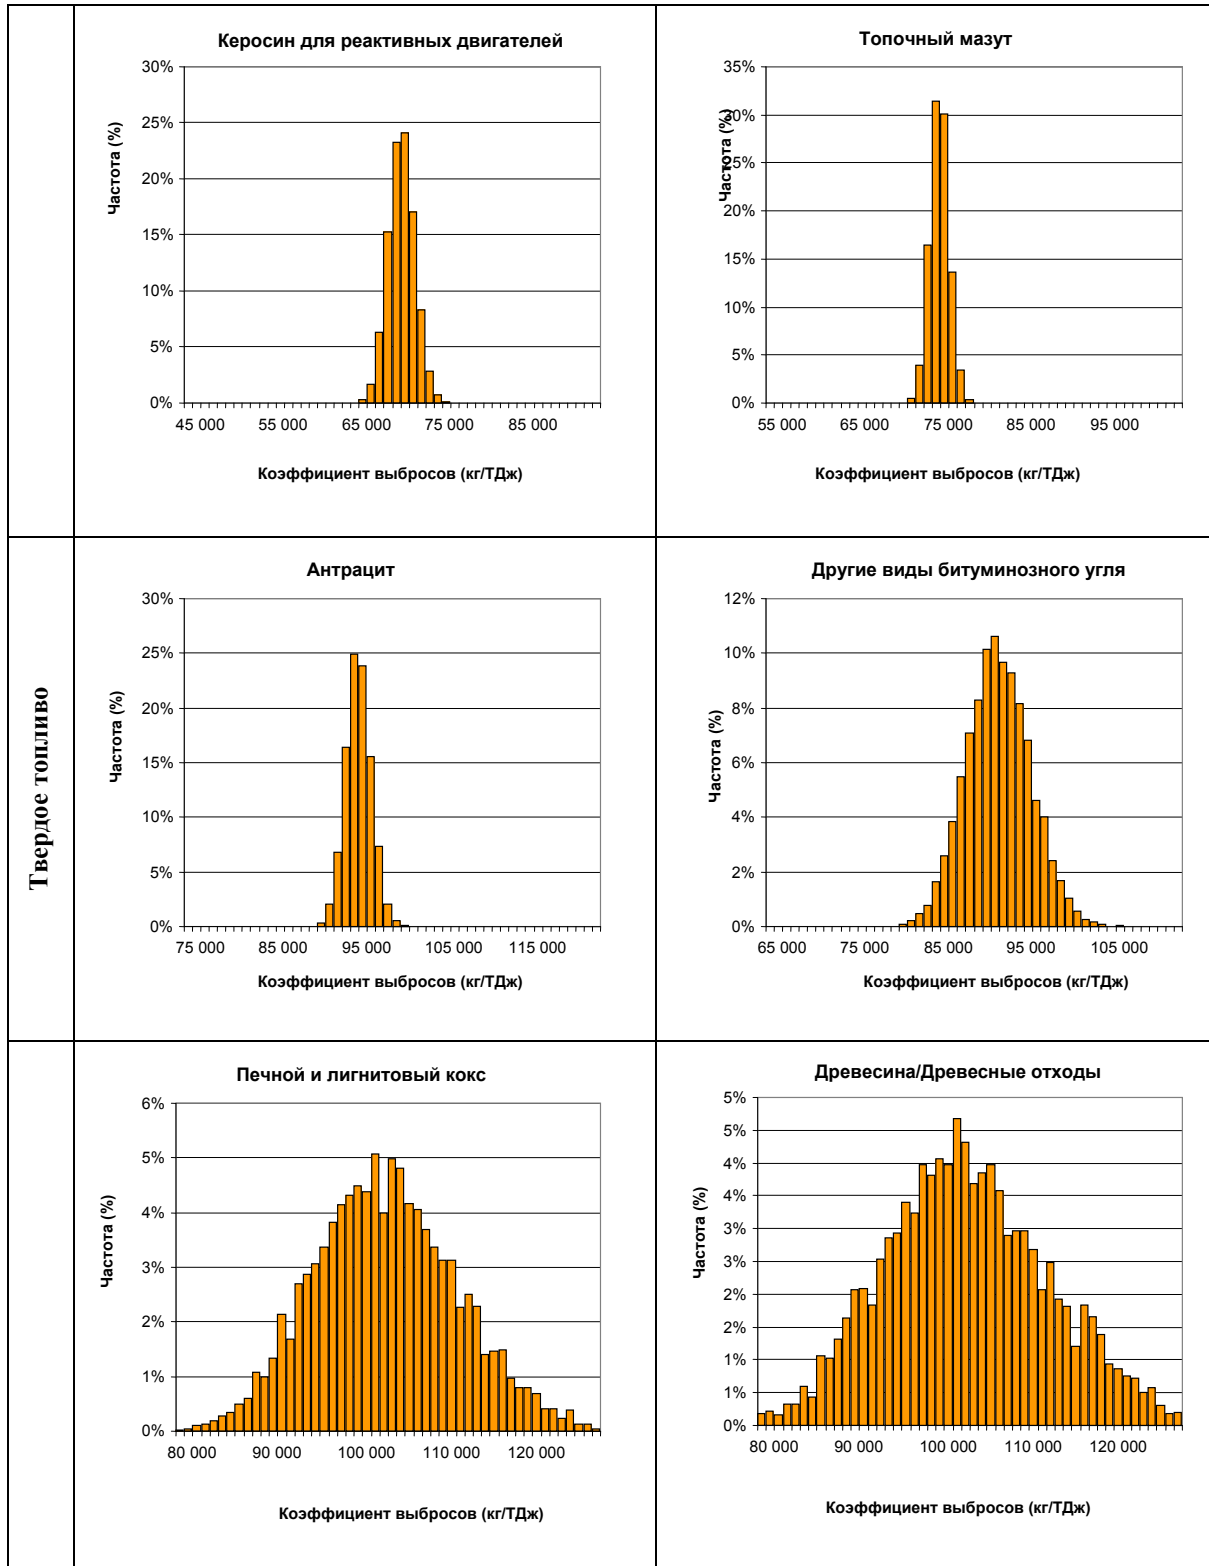 Керосин для реактивных двигателей
30%
25%
20%
15%
10%
5%
0%
Частота (%)
45 000 55 000 65 000 75 000 85 000
Коэффициент выбросов (кг/ТДж)
Топочный мазут
35%
30%
25%
20%
15%
10%
5%
0%
Частота (%)
55 000 65 000 75 000 85 000 95 000
Коэффициент выбросов (кг/ТДж)
Твердое топливо
Антрацит
30%
25%
20%
15%
10%
5%
0%
Частота (%)
75 000 85 000 95 000 105 000 115 000
Коэффициент выбросов (кг/ТДж)
Другие виды битуминозного угля
12%
10%
8%
6%
4%
2%
0%
Частота (%)
65 000 75 000 85 000 95 000 105 000
Коэффициент выбросов (кг/ТДж)
Печной и лигнитовый кокс
6%
5%
4%
3%
2%
1%
0%
Частота (%)
80 000 90 000 100 000 110 000 120 000
Коэффициент выбросов (кг/ТДж)
Древесина/Древесные отходы
5%
5%
4%
4%
3%
3%
2%
2%
1%
1%
0%
Частота (%)
80 000 90 000 100 000 110 000 120 000
Коэффициент выбросов (кг/ТДж)